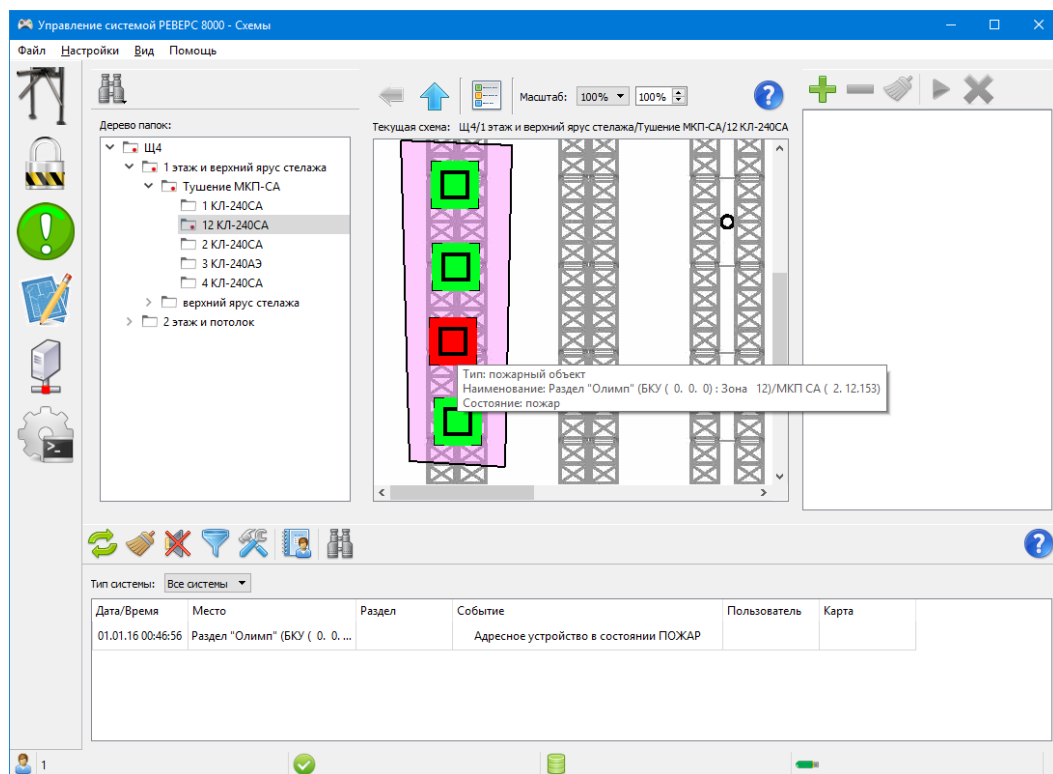 Управление системой РЕВЕРС 8000 - Схемы
Файл Настройки Вид Помощь
Масштаб: 100% 100%
Дерево папок:
Текущая схема: Щ4/1 этаж и верхний ярус стелажа/Тушение МКП-СА/12 КЛ-240СА
Щ4
1 этаж и верхний ярус стелажа
Тушение МКП-СА
1 КЛ-240СА
12 КЛ-240СА
2 КЛ-240СА
3 КЛ-240АЭ
4 КЛ-240СА
верхний ярус стелажа
2 этаж и потолок
Тип: пожарный объект
Наименование: Раздел "Олимп" (БКУ ( 0. 0. 0) : Зона 12)/МКП СА ( 2. 12.153)
Состояние: пожар
Тип системы: Все системы
Дата/Время Место Раздел Событие Пользователь Карта
01.01.16 00:46:56 Раздел "Олимп" (БКУ ( 0. 0. ... Адресное устройство в состоянии ПОЖАР
1